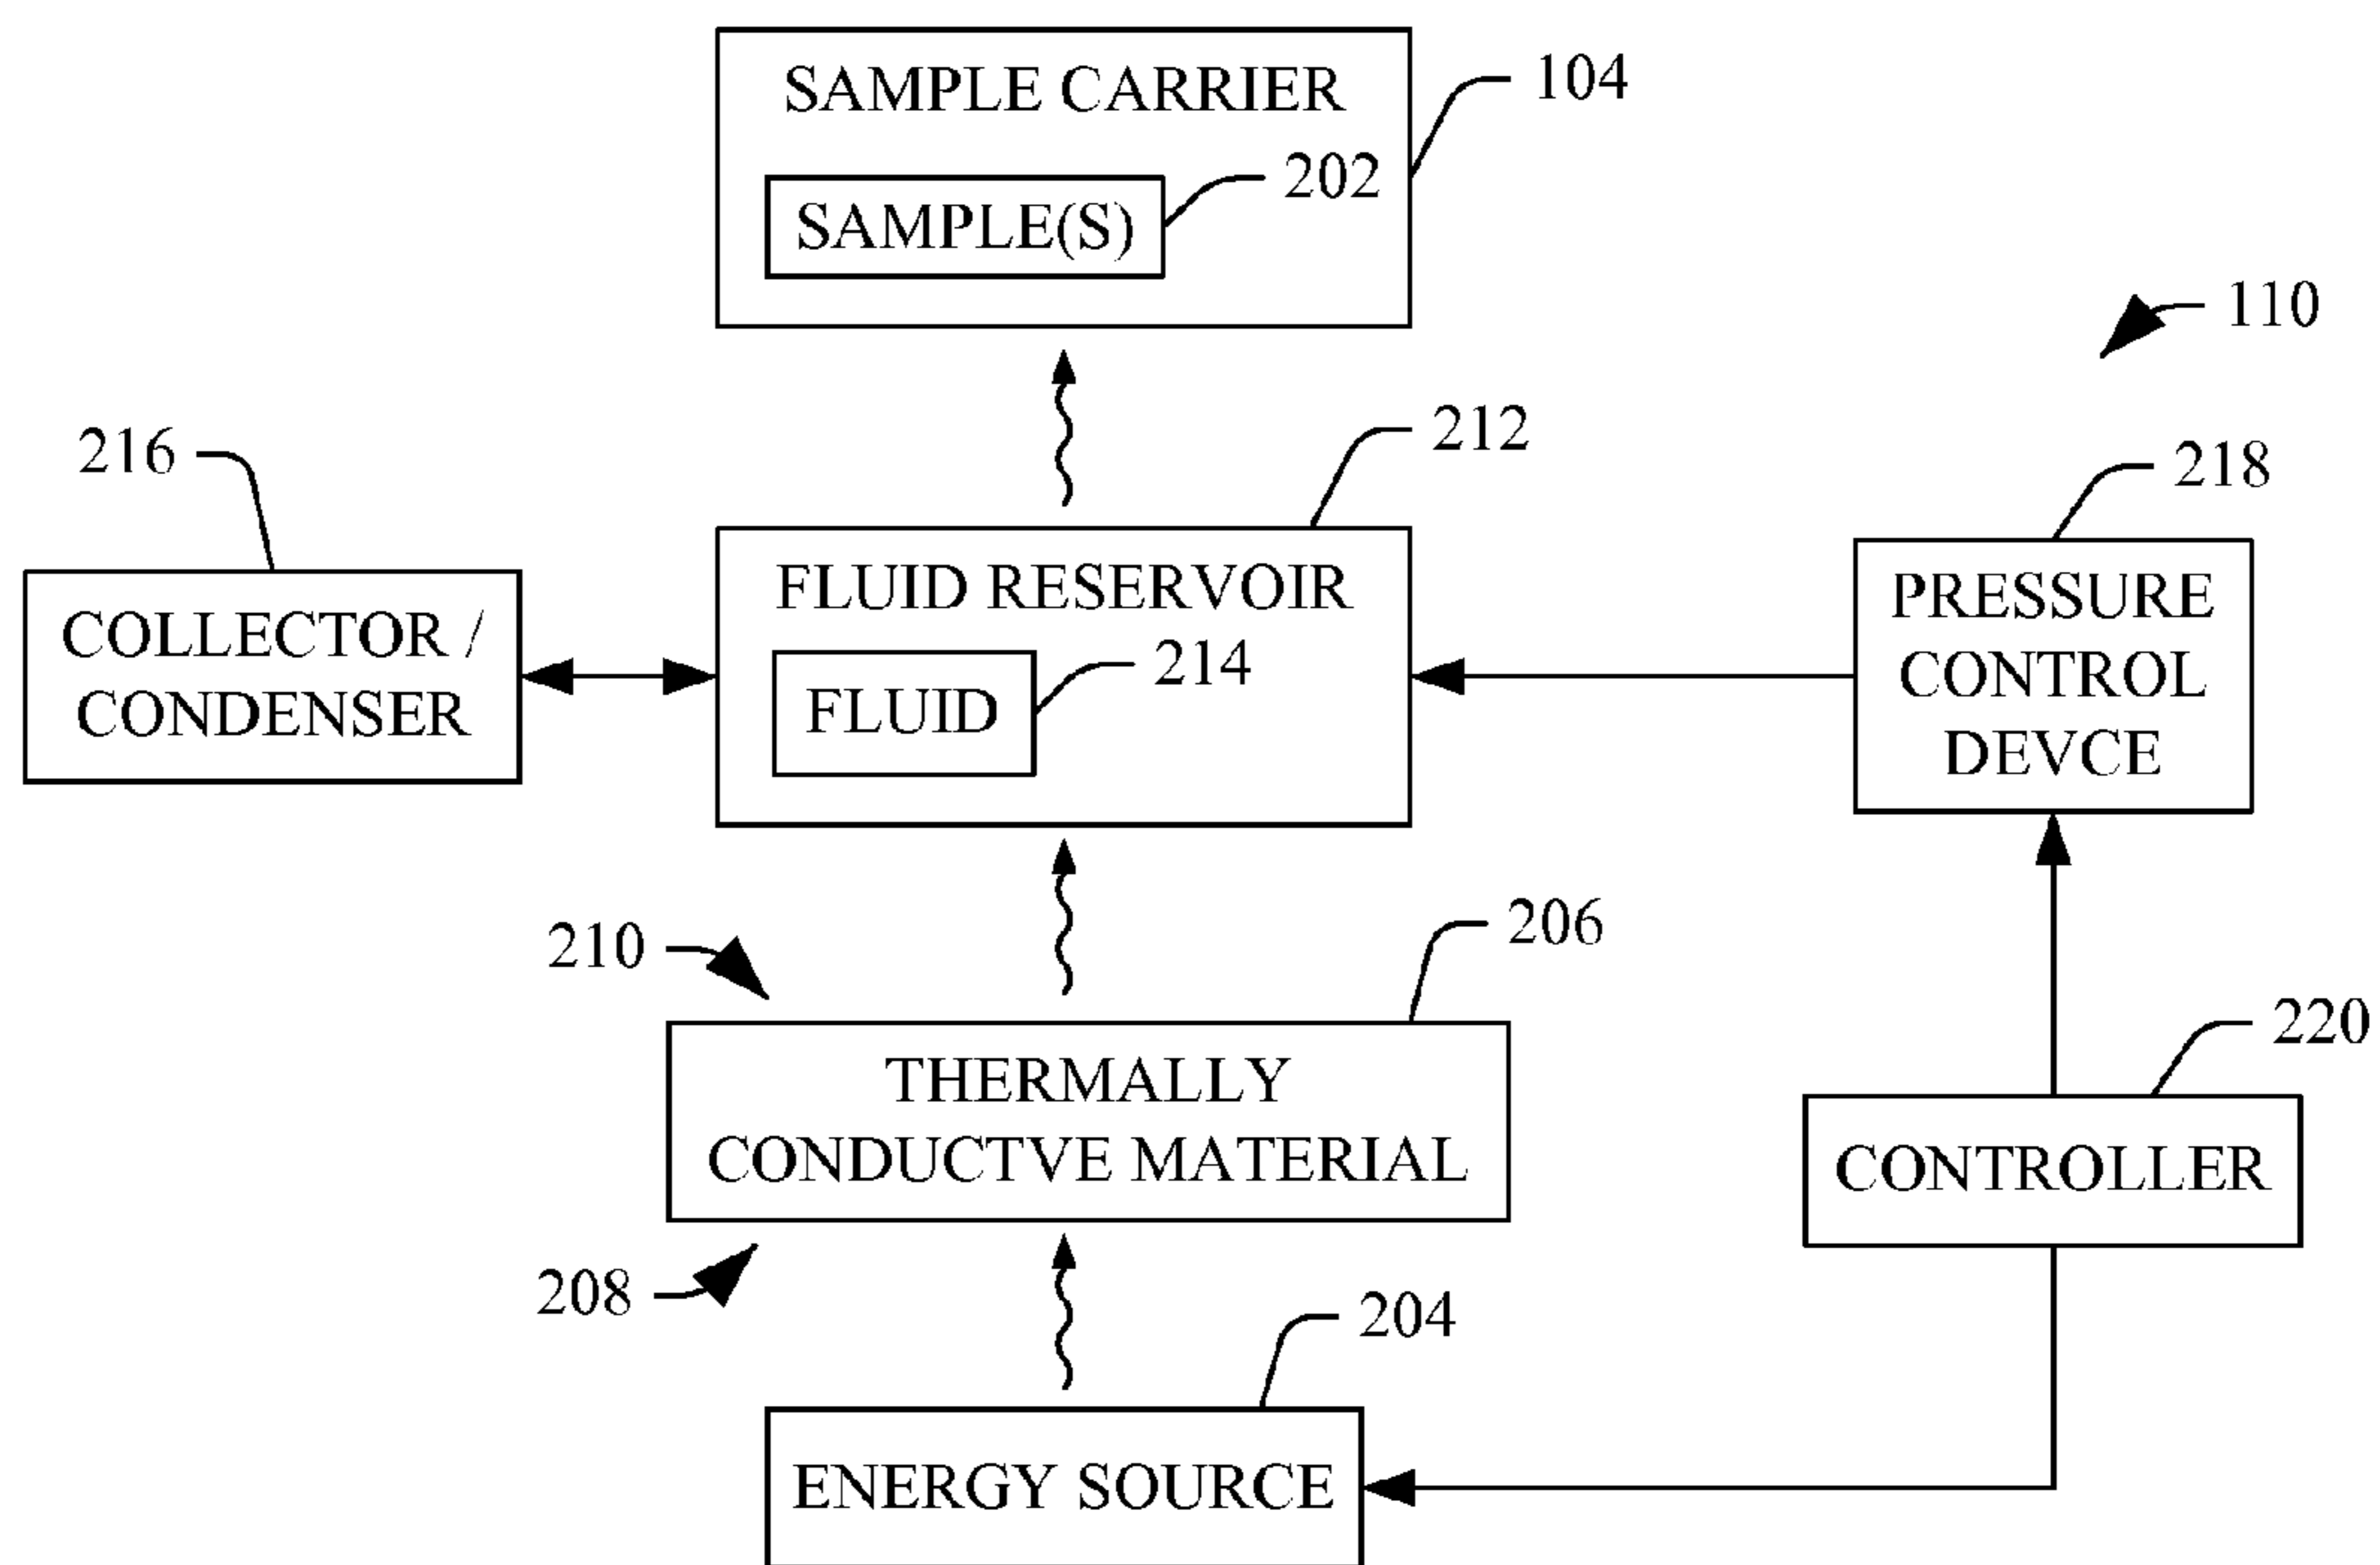 SAMPLE CARRIER
104
SAMPLE(S)
202
110
216
212
218
COLLECTOR /
CONDENSER
FLUID RESERVOIR
214
FLUID
PRESSURE
CONTROL
DEVCE
210
206
220
THERMALLY
CONDUCTVE MATERIAL
CONTROLLER
208
204
ENERGY SOURCE